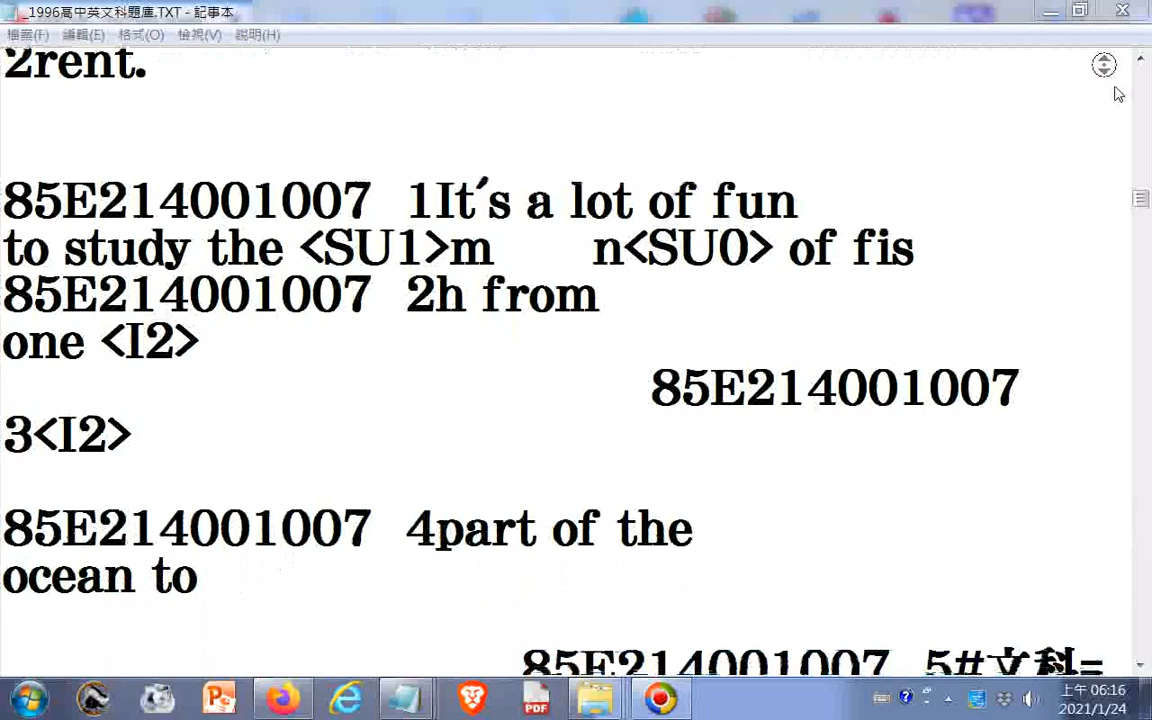 _1996高中英文科題庫.TXT - 記事本
檔案(F) 編輯(E) 格式(O) 檢視(V) 說明(H)
2rent.
85E214001007 1It's a lot of fun
to study the <SU1>m n<SU0> of fis
85E214001007 2h from
one <I2>
85E214001007
3<I2>
85E214001007 4part of the
ocean to
85E214001007 5#文科=
PDF
上午 06:16
2021/1/24